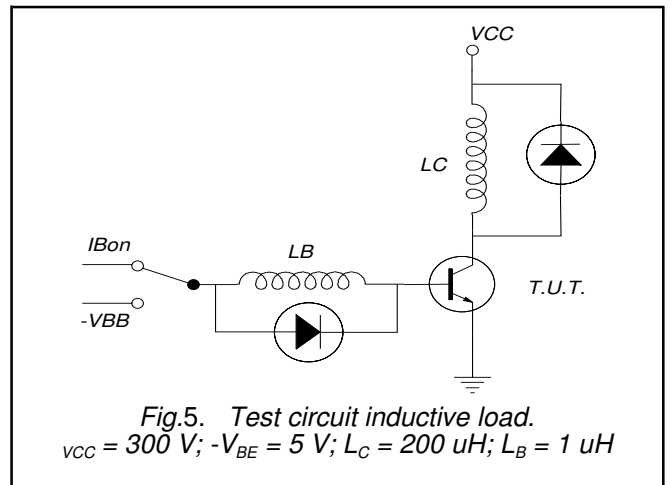 VCC
LC
IBon
LB
-VBB
T.U.T.
Fig.5. Test circuit inductive load.
VCC = 300 V; -VBE = 5 V; LC = 200 uH; LB = 1 uH